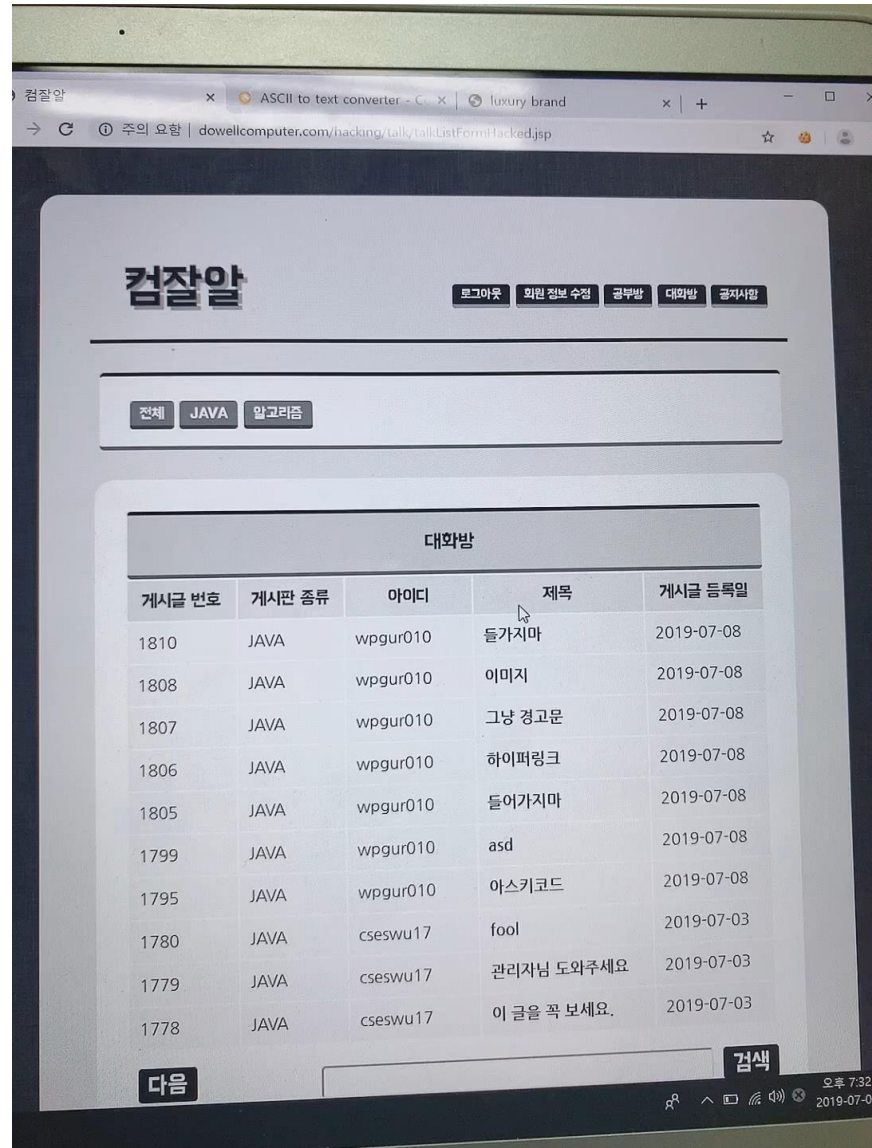 컴잘알
ASCII to text converter - C
luxury brand
주의 요함 dowellcomputer.com/hacking/talk/talkListFormHacked.jsp
컴잘알
로그아웃 회원 정보 수정 공부방 대화방 공지사항
전체 JAVA 알고리즘
대화방
게시글 번호 게시판 종류 아이디 제목 게시글 등록일
1810 JAVA wpgur010 들가지마 2019-07-08
1808 JAVA wpgur010 이미지 2019-07-08
1807 JAVA wpgur010 그냥 경고문 2019-07-08
1806 JAVA wpgur010 하이퍼링크 2019-07-08
1805 JAVA wpgur010 들어가지마 2019-07-08
1799 JAVA wpgur010 asd 2019-07-08
1795 JAVA wpgur010 아스키코드 2019-07-08
1780 JAVA cseswu17 fool 2019-07-03
1779 JAVA cseswu17 관리자님 도와주세요 2019-07-03
1778 JAVA cseswu17 이 글을 꼭 보세요. 2019-07-03
다음 검색
오후 7:32
2019-07-0